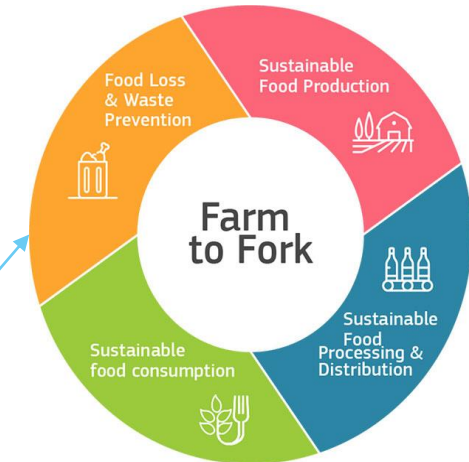 Food Loss
& Waste
Prevention
Sustainable
Food Production
Farm
to Fork
Sustainable
Food
Processing &
Distribution
Sustainable
food consumption